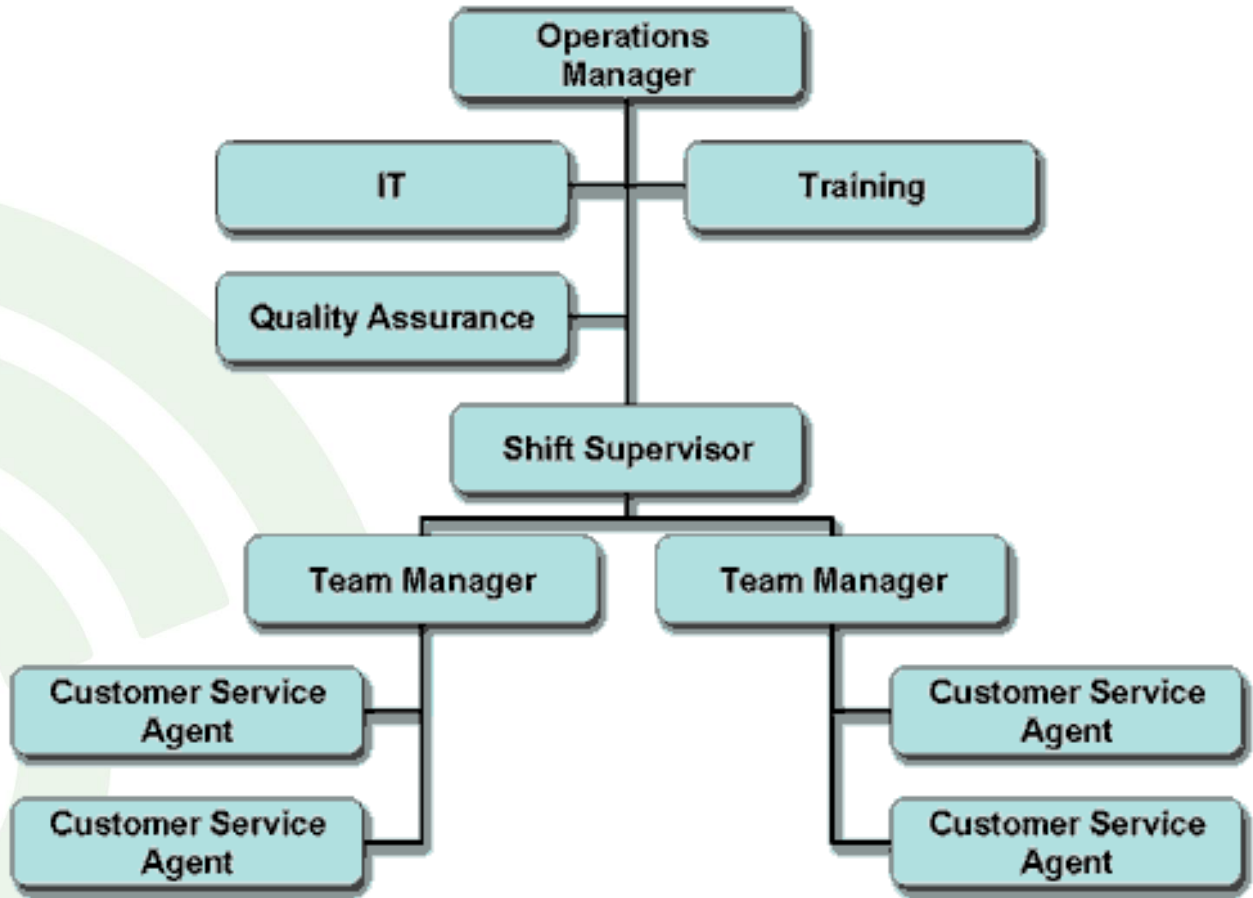 Operations
Manager
IT
Training
Quality Assurance
Shift Supervisor
Team Manager
Team Manager
Customer Service
Agent
Customer Service
Agent
Customer Service
Agent
Customer Service
Agent